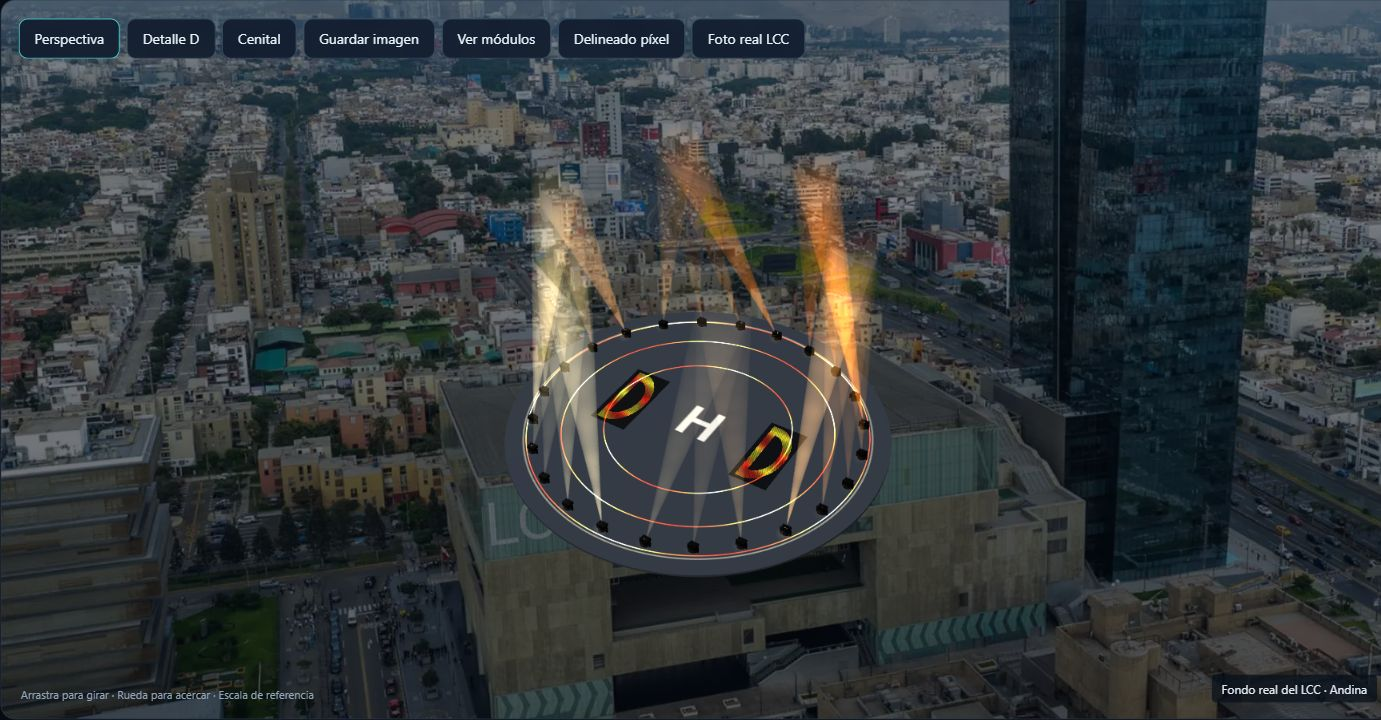 Perspectiva
Detalle D
Cenital
Guardar imagen
Ver módulos
Delineado píxel
Foto real LCC
D
H
D
LC
Arrastra para girar · Rueda para acercar · Escala de referencia
Fondo real del LCC · Andina